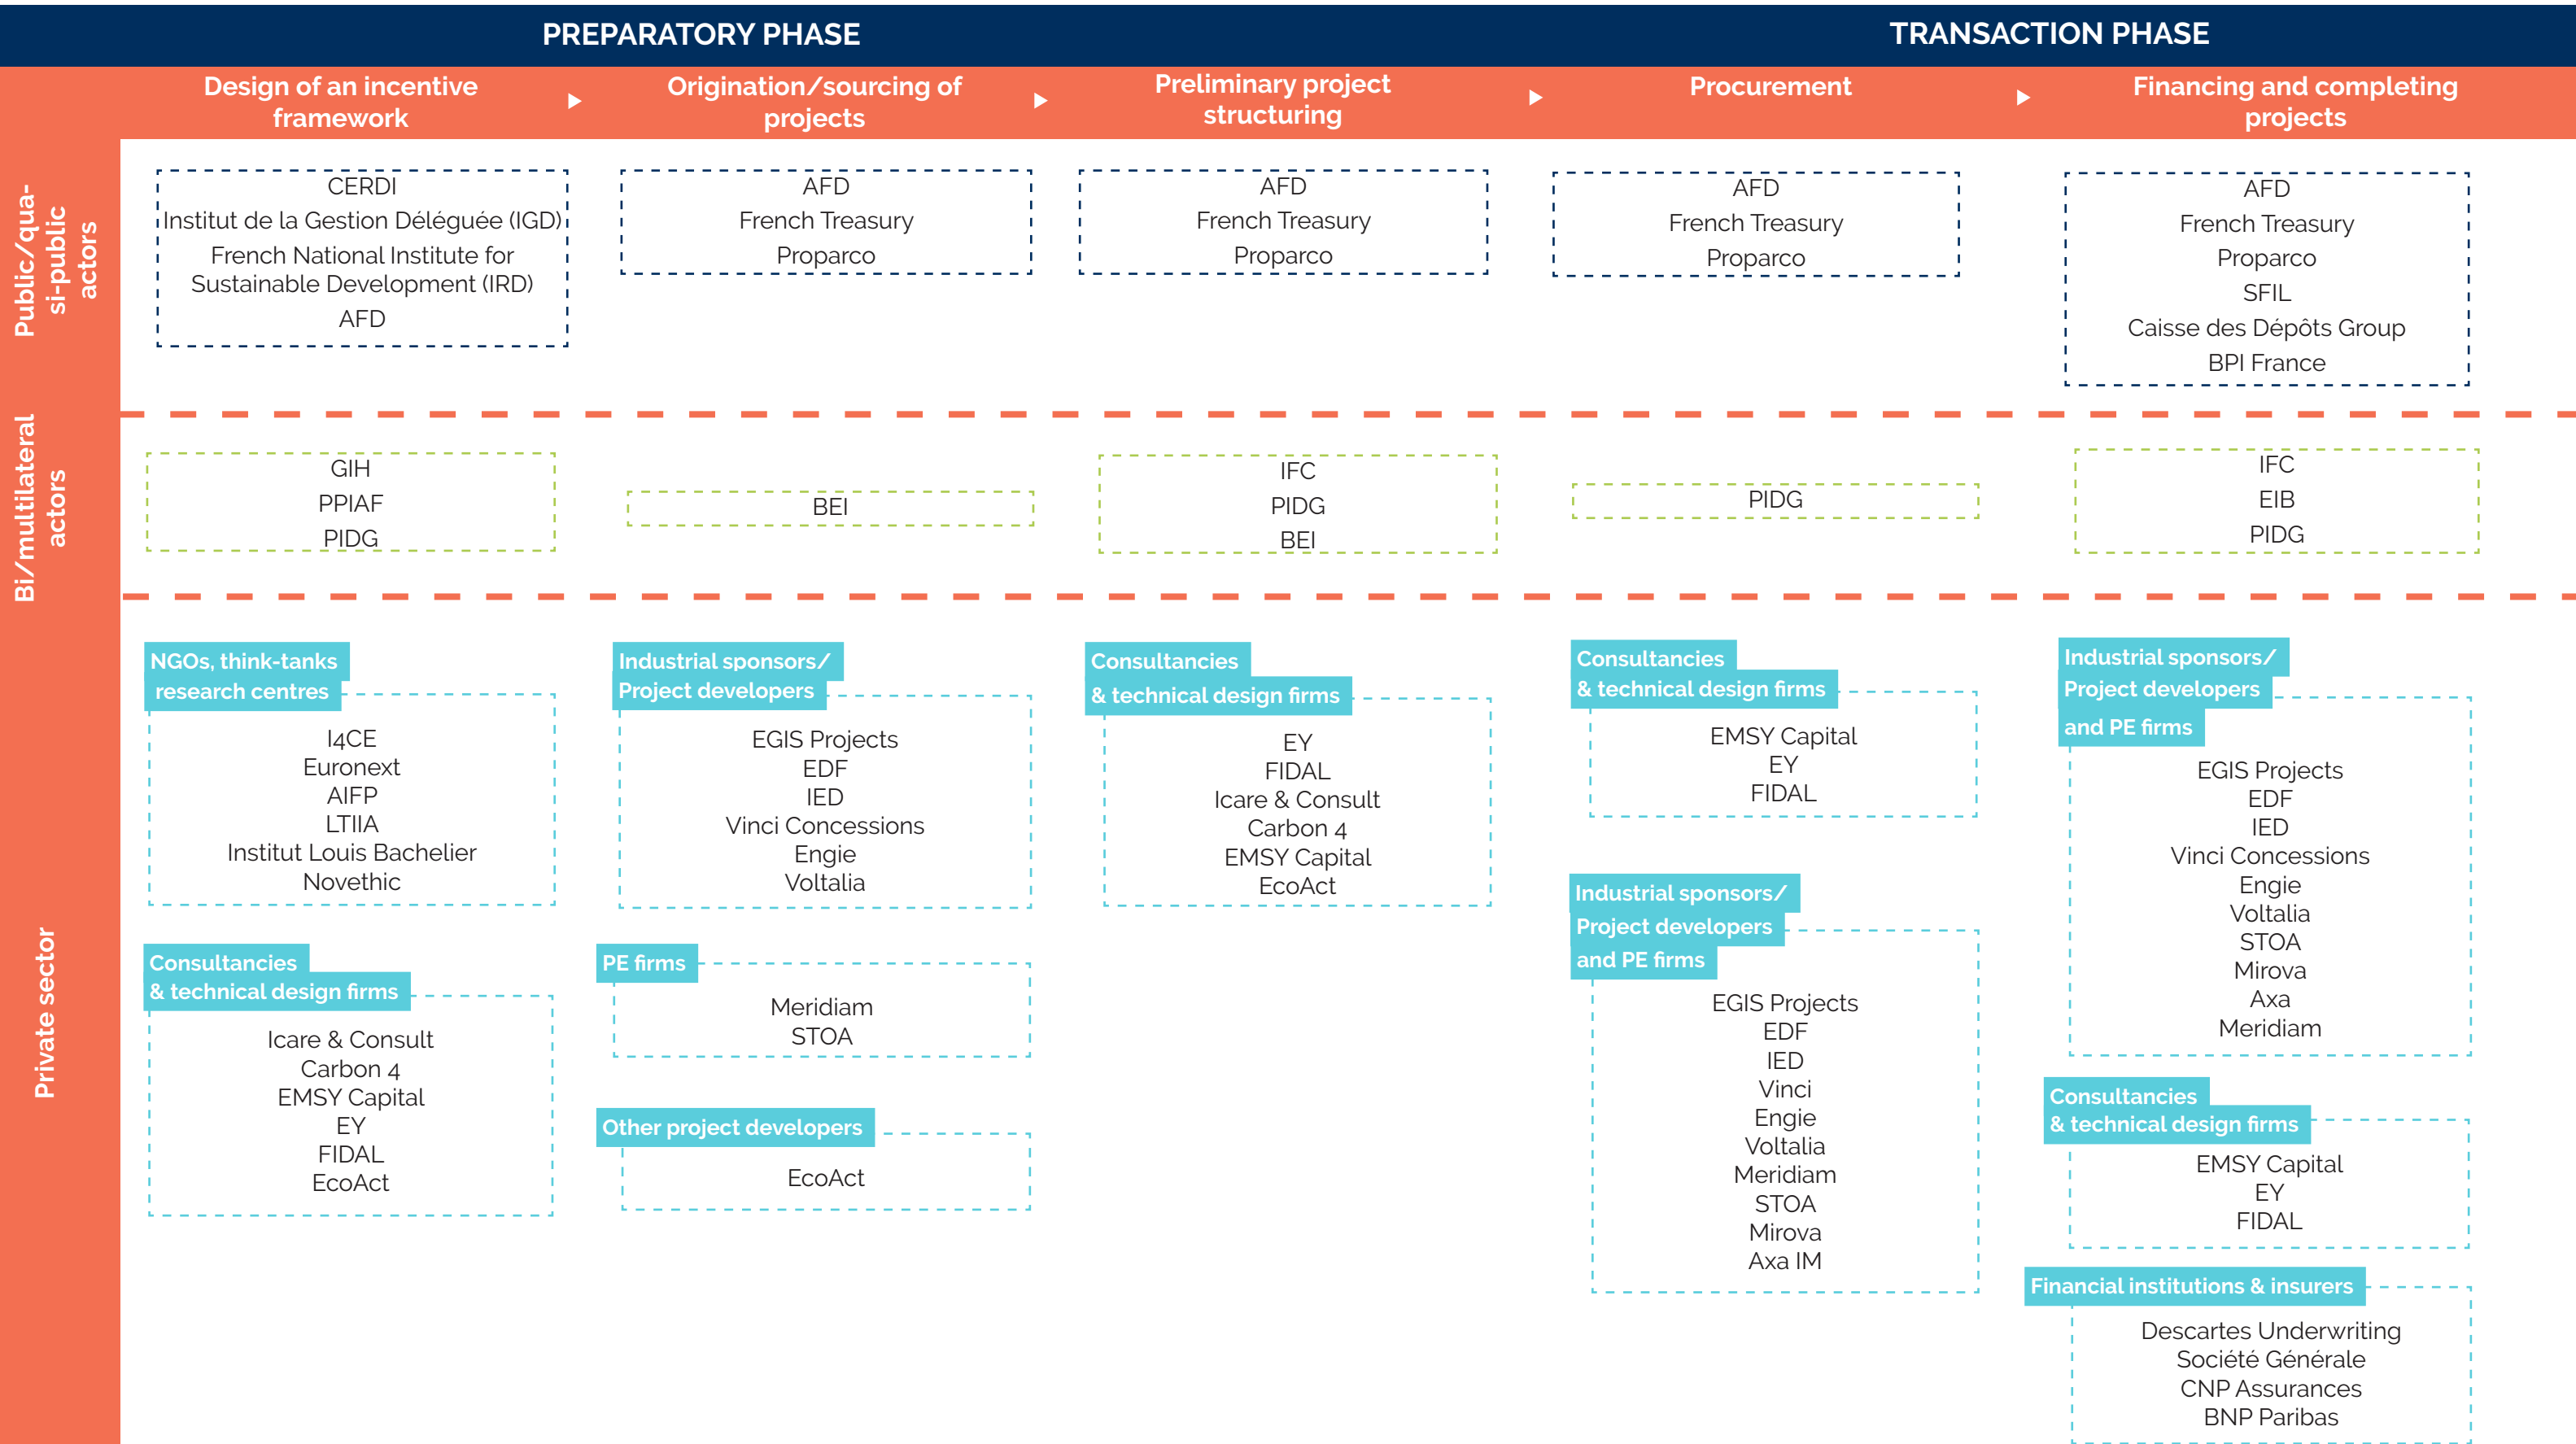 PREPARATORY PHASE
TRANSACTION PHASE
Design of an incentive
framework
Origination/sourcing of
projects
Preliminary project
structuring
Procurement
Financing and completing
projects
Public/qua-
si-public
actors
CERDI
Institut de la Gestion Déléguée (IGD)
French National Institute for
Sustainable Development (IRD)
AFD
AFD
French Treasury
Proparco
AFD
French Treasury
Proparco
AFD
French Treasury
Proparco
AFD
French Treasury
Proparco
SFIL
Caisse des Dépôts Group
BPI France
Bi/multilateral
actors
GIH
PPIAF
PIDG
BEI
IFC
PIDG
BEI
PIDG
IFC
EIB
PIDG
Private sector
NGOs, think-tanks
research centres
I4CE
Euronext
AIFP
LTIIA
Institut Louis Bachelier
Novethic
Consultancies
& technical design firms
Icare & Consult
Carbon 4
EMSY Capital
EY
FIDAL
EcoAct
Industrial sponsors/
Project developers
EGIS Projects
EDF
IED
Vinci Concessions
Engie
Voltalia
PE firms
Meridiam
STOA
Other project developers
EcoAct
Consultancies
& technical design firms
EY
FIDAL
Icare & Consult
Carbon 4
EMSY Capital
EcoAct
Consultancies
& technical design firms
EMSY Capital
EY
FIDAL
Industrial sponsors/
Project developers
and PE firms
EGIS Projects
EDF
IED
Vinci
Engie
Voltalia
Meridiam
STOA
Mirova
Axa IM
Industrial sponsors/
Project developers
and PE firms
EGIS Projects
EDF
IED
Vinci Concessions
Engie
Voltalia
STOA
Mirova
Axa
Meridiam
Consultancies
& technical design firms
EMSY Capital
EY
FIDAL
Financial institutions & insurers
Descartes Underwriting
Société Générale
CNP Assurances
BNP Paribas